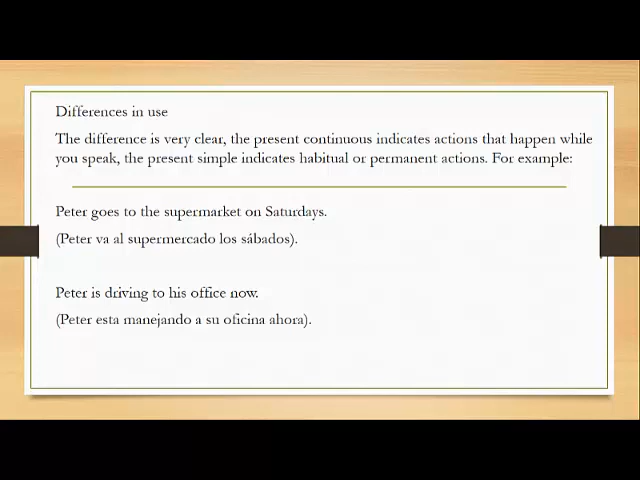 Differences in use
The difference is very clear, the present continuous indicates actions that happen while
you speak, the present simple indicates habitual or permanent actions. For example:
Peter goes to the supermarket on Saturdays.
(Peter va al supermercado los sábados).
Peter is driving to his office now.
(Peter esta manejando a su oficina ahora).